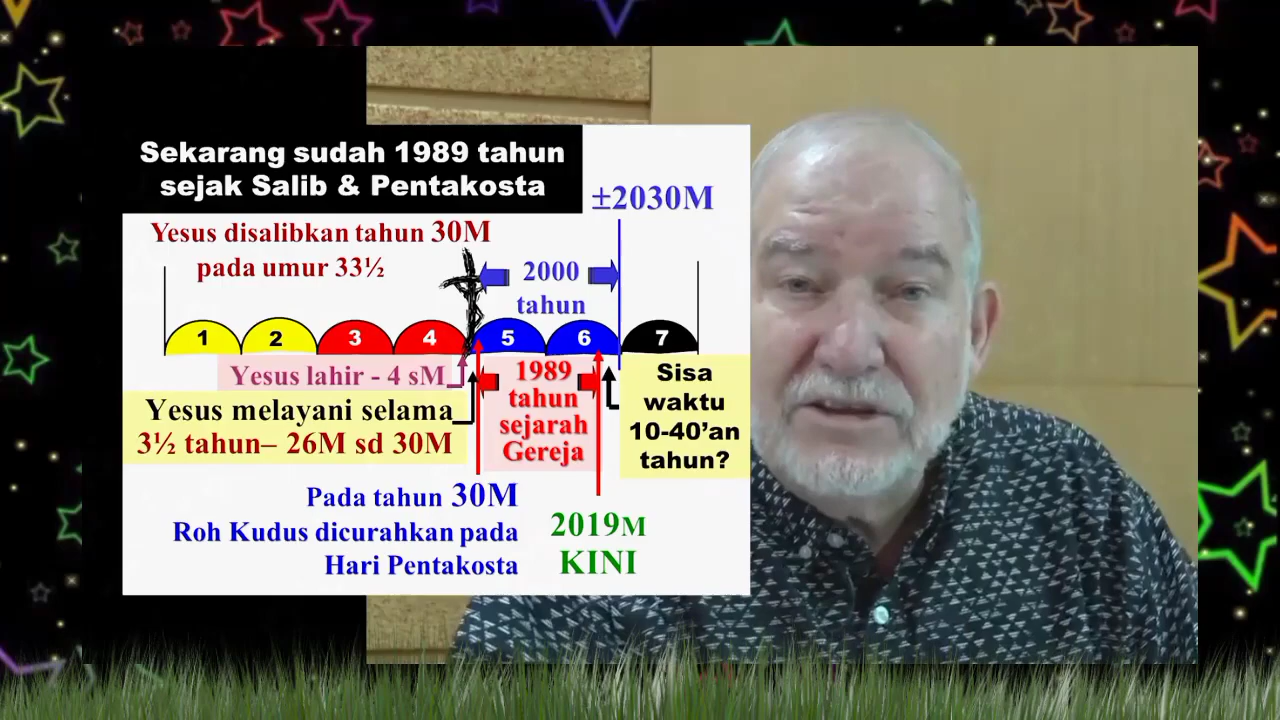 Sekarang sudah 1989 tahun
sejak Salib & Pentakosta
±2030M
Yesus disalibkan tahun 30M
pada umur 33½
2000
tahun
1 2 3 4 5 6 7
Yesus lahir - 4 sM
Yesus melayani selama
3½ tahun– 26M sd 30M
1989
tahun
sejarah
Gereja
Sisa
waktu
10-40’an
tahun?
Pada tahun 30M
Roh Kudus dicurahkan pada
Hari Pentakosta
2019M
KINI